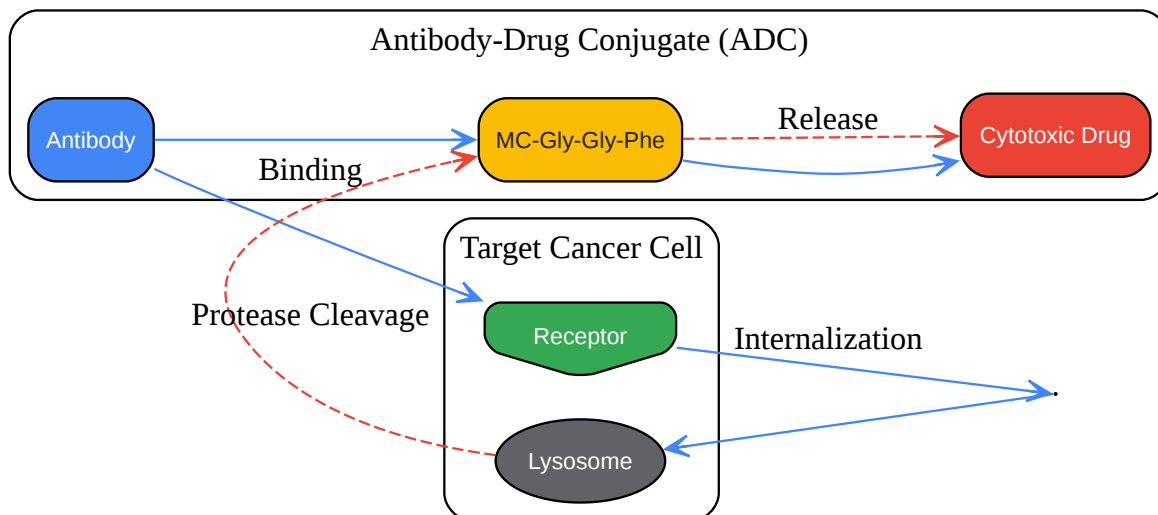 Antibody-Drug Conjugate (ADC)
Antibody
MC-Gly-Gly-Phe
Release
Cytotoxic Drug
Binding
Target Cancer Cell
Protease Cleavage
Receptor
Internalization
Lysosome